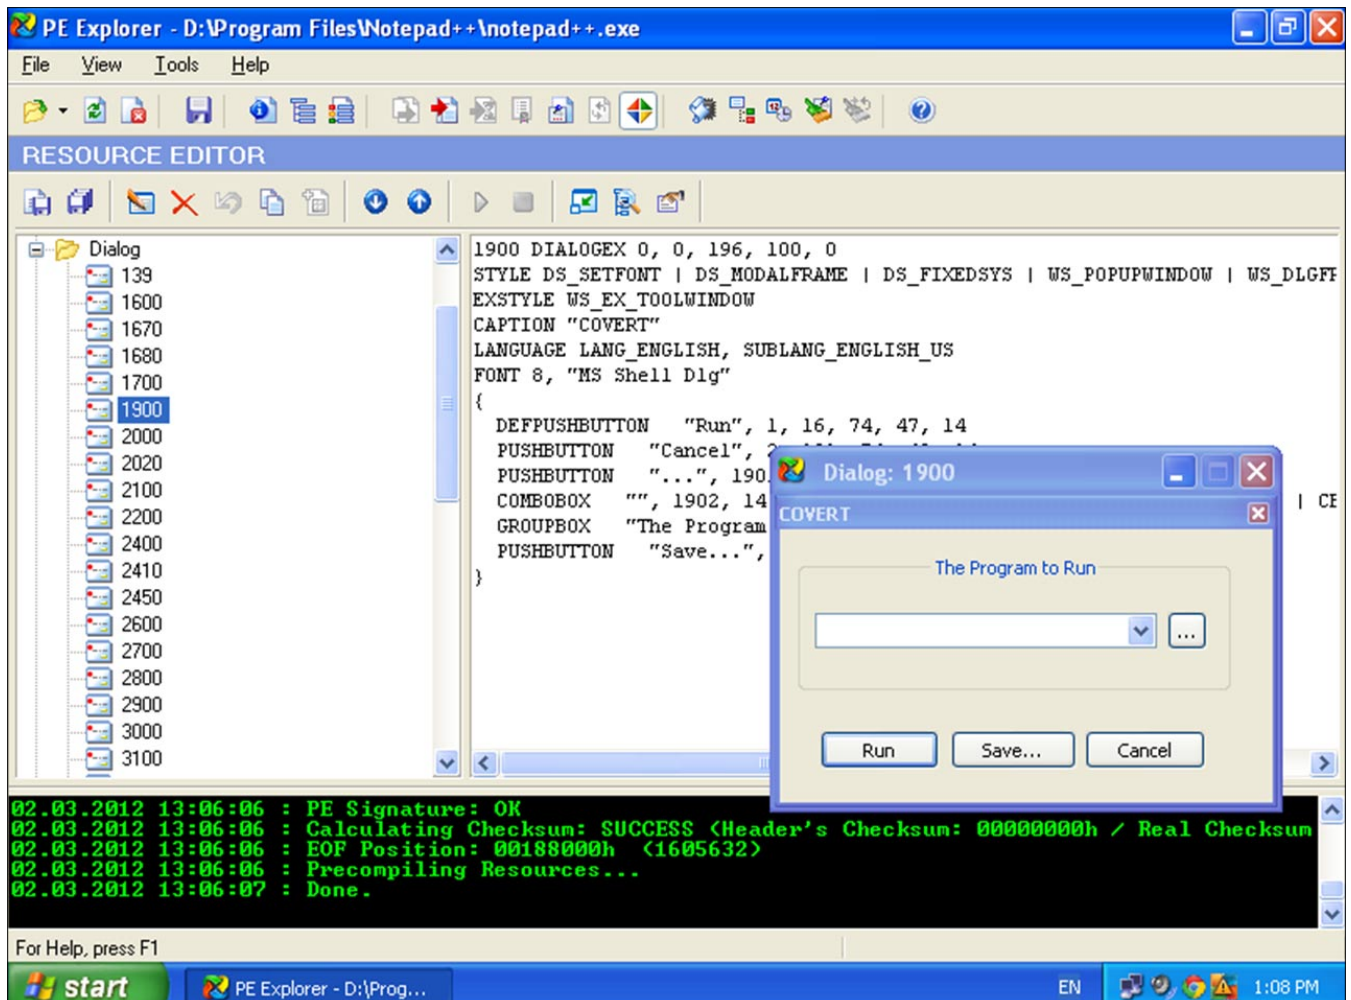 PE Explorer - D:\Program Files\Notepad++\notepad++.exe
File View Tools Help
RESOURCE EDITOR
Dialog
139
1600
1670
1680
1700
1900
2000
2020
2100
2200
2400
2410
2450
2600
2700
2800
2900
3000
3100
1900 DIALOGEX 0, 0, 196, 100, 0
STYLE DS_SETFONT | DS_MODALFRAME | DS_FIXEDSYS | WS_POPUPWINDOW | WS_DLGFR
EXSTYLE WS_EX_TOOLWINDOW
CAPTION "COVERT"
LANGUAGE LANG_ENGLISH, SUBLANG_ENGLISH_US
FONT 8, "MS Shell Dlg"
{
DEFPUSHBUTTON "Run", 1, 16, 74, 47, 14
PUSHBUTTON "Cancel",
PUSHBUTTON "...", 190
COMBOBOX "", 1902, 14 | CE
GROUPBOX "The Program
PUSHBUTTON "Save...",
}
Dialog: 1900
COVERT
The Program to Run
...
Run Save... Cancel
02.03.2012 13:06:06 : PE Signature: OK
02.03.2012 13:06:06 : Calculating Checksum: SUCCESS (Header's Checksum: 00000000h / Real Checksum
02.03.2012 13:06:06 : EOF Position: 00188000h (1605632)
02.03.2012 13:06:06 : Precompiling Resources...
02.03.2012 13:06:07 : Done.
For Help, press F1
start PE Explorer - D:\Prog... EN 1:08 PM